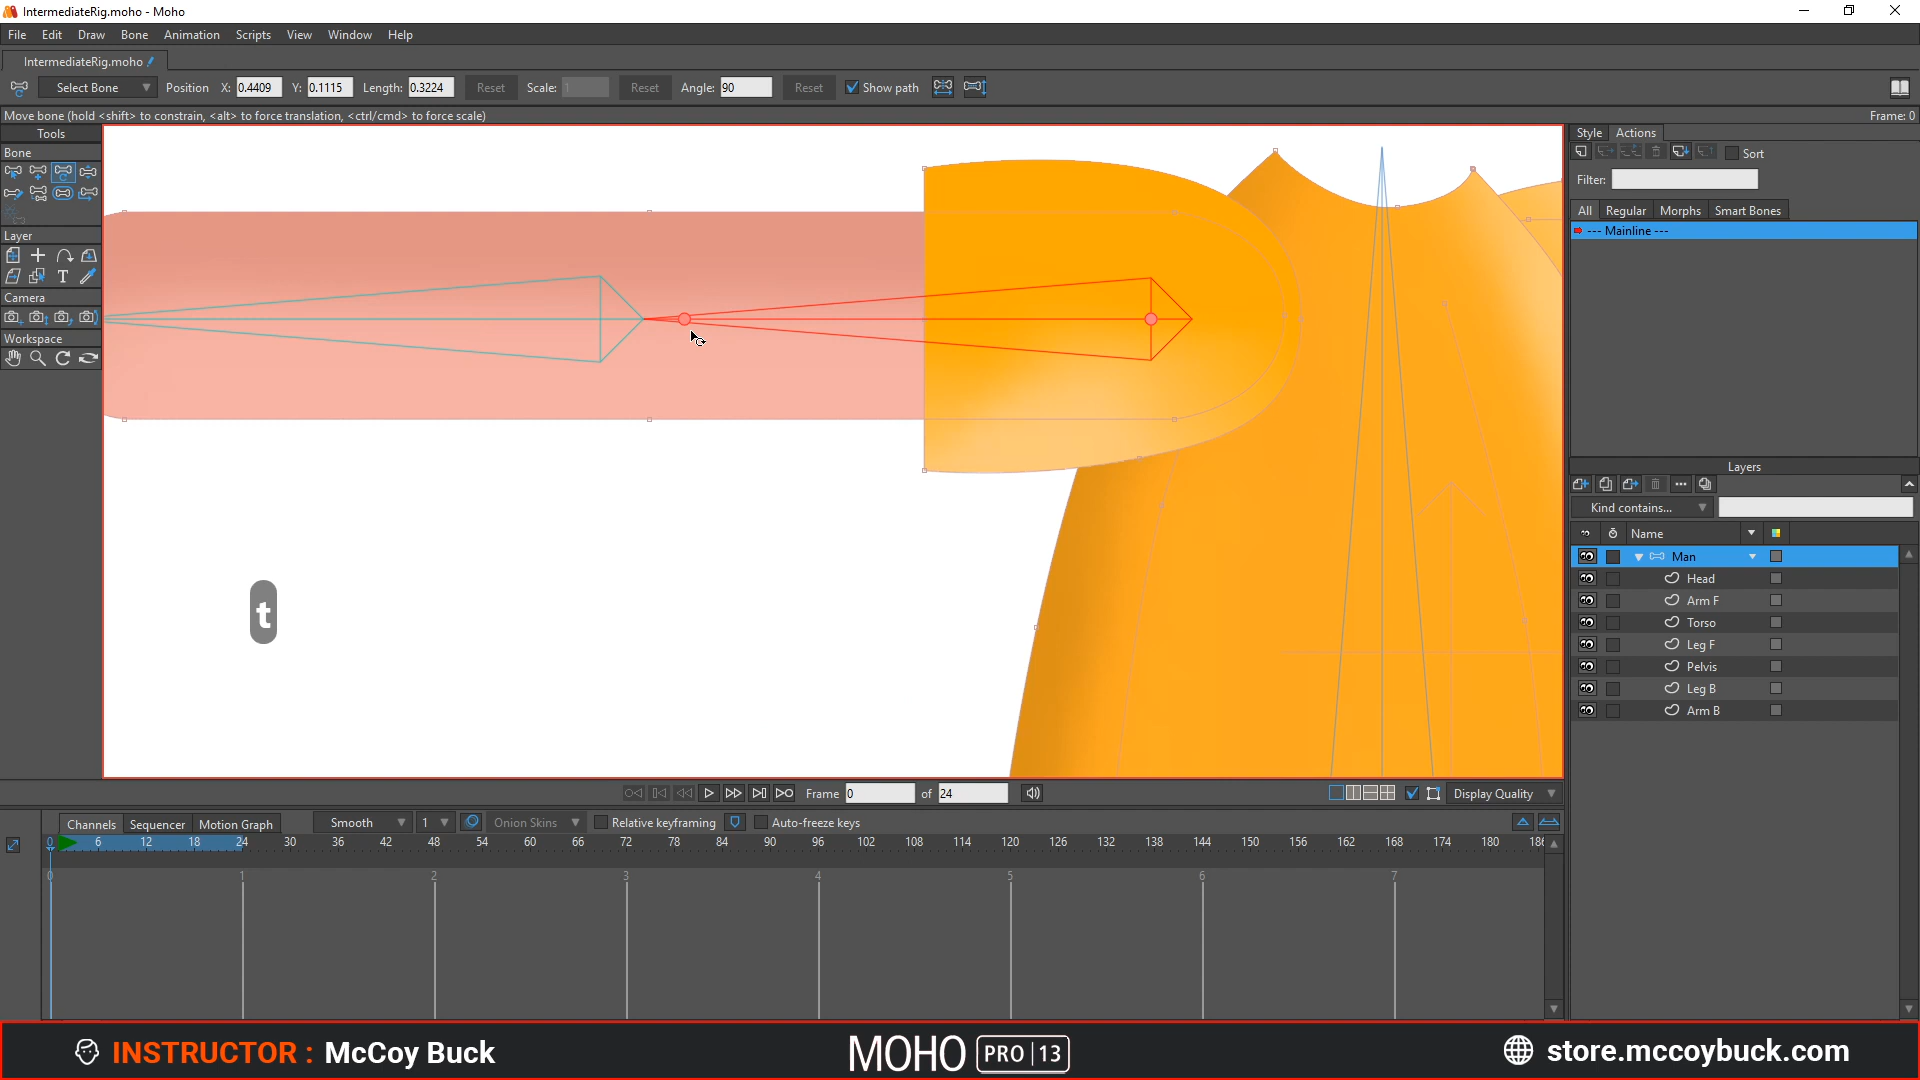 IntermediateRig.moho - Moho
File Edit Draw Bone Animation Scripts View Window Help
IntermediateRig.moho
Select Bone Position X: 0.4409 Y: 0.1115 Length: 0.3224 Reset Scale: 1 Reset Angle: 90 Reset Show path
Move bone (hold <shift> to constrain, <alt> to force translation, <ctrl/cmd> to force scale) Frame: 0
Tools
Bone
Layer
T
Camera
Workspace
t
Style Actions
Sort
Filter:
All Regular Morphs Smart Bones
--- Mainline ---
Layers
Kind contains...
Name
Man
Head
Arm F
Torso
Leg F
Pelvis
Leg B
Arm B
Frame 0 of 24 Display Quality
Channels Sequencer Motion Graph Smooth 1 Onion Skins Relative keyframing Auto-freeze keys
0 6 12 18 24 30 36 42 48 54 60 66 72 78 84 90 96 102 108 114 120 126 132 138 144 150 156 162 168 174 180 186
0 1 2 3 4 5 6 7
INSTRUCTOR : McCoy Buck MOHO PRO | 13 store.mccoybuck.com